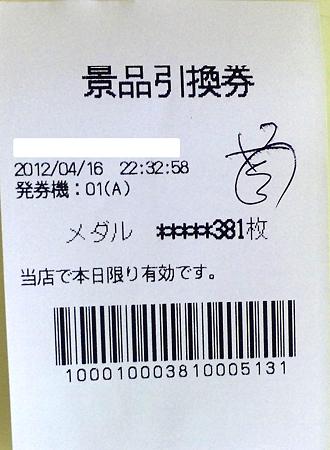 景品引換券
2012/04/16 22:32:58
発券機：01(A)
メダル *****381枚
当店で本日限り有効です。
100010003810005131